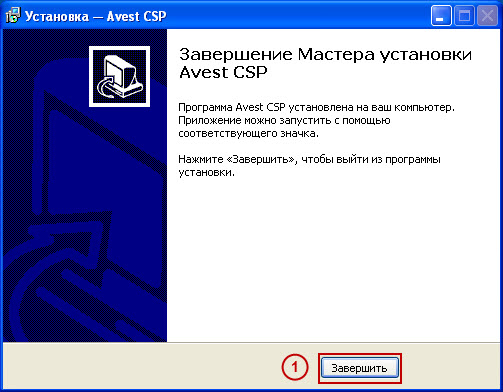 Установка — Avest CSP
Завершение Мастера установки
Avest CSP
Программа Avest CSP установлена на ваш компьютер.
Приложение можно запустить с помощью
соответствующего значка.
Нажмите «Завершить», чтобы выйти из программы
установки.
1
Завершить